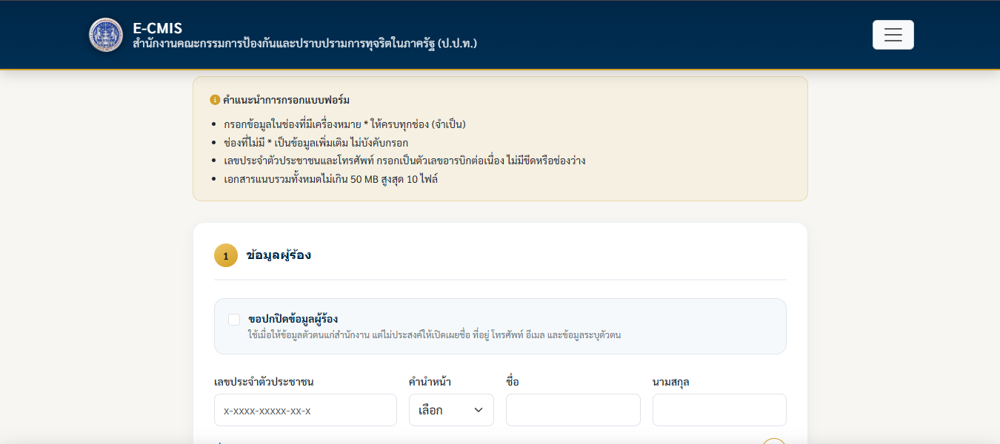 E-CMIS
สำนักงานคณะกรรมการป้องกันและปราบปรามการทุจริตในภาครัฐ (ป.ป.ท.)
คำแนะนำการกรอกแบบฟอร์ม
กรอกข้อมูลในช่องที่มีเครื่องหมาย * ให้ครบทุกช่อง (จำเป็น)
ช่องที่ไม่มี * เป็นข้อมูลเพิ่มเติม ไม่บังคับกรอก
เลขประจำตัวประชาชนและโทรศัพท์ กรอกเป็นตัวเลขอารบิกต่อเนื่อง ไม่มีขีดหรือช่องว่าง
เอกสารแนบรวมทั้งหมดไม่เกิน 50 MB สูงสุด 10 ไฟล์
1 ข้อมูลผู้ร้อง
ขอปกปิดข้อมูลผู้ร้อง
ใช้เมื่อให้ข้อมูลตัวตนแก่สำนักงาน แต่ไม่ประสงค์ให้เปิดเผยชื่อ ที่อยู่ โทรศัพท์ อีเมล และข้อมูลระบุตัวตน
เลขประจำตัวประชาชน คำนำหน้า ชื่อ นามสกุล
x-xxxx-xxxxx-xx-x เลือก